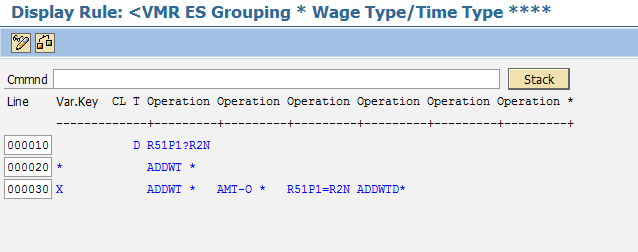 Display Rule: <VMR ES Grouping * Wage Type/Time Type ****
Cmmnd Stack
Line Var.Key CL T Operation Operation Operation Operation Operation Operation *
-------------+---------+---------+---------+---------+---------+---------+
000010 D R51P1?R2N
000020 * ADDWT *
000030 X ADDWT * AMT-O * R51P1=R2N ADDWTD*